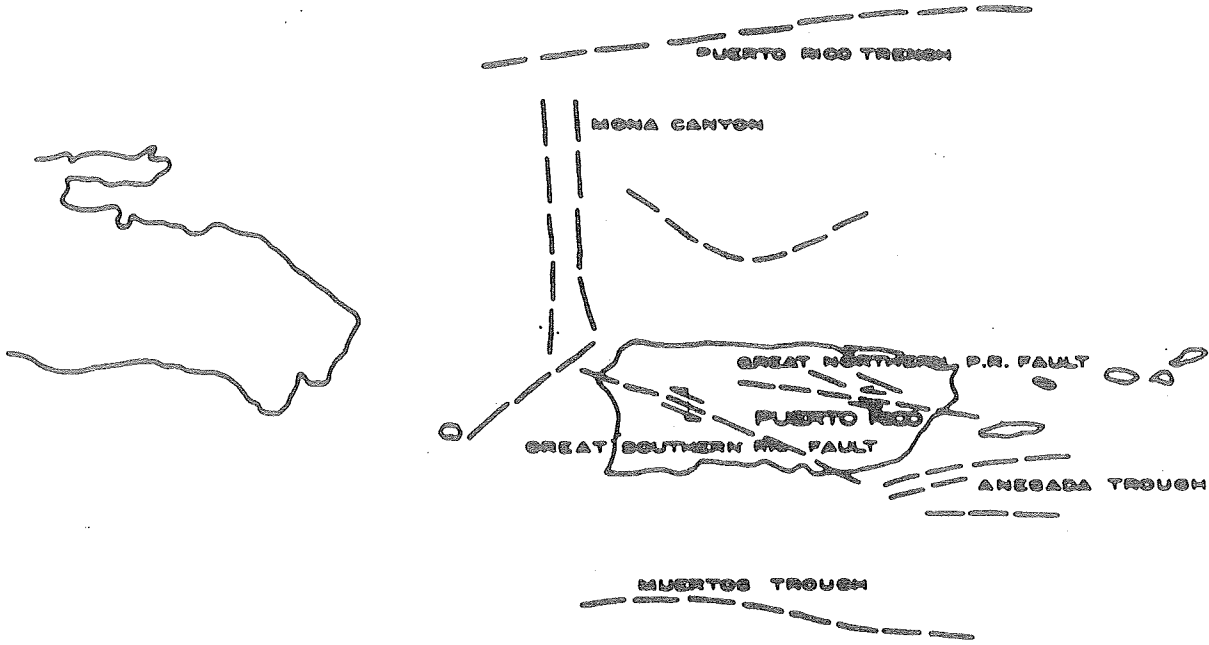 PUERTO RICO TRENCH
MONA CANYON
GREAT NORTHERN P.R. FAULT
PUERTO RICO
GREAT SOUTHERN P.R. FAULT
ANEGADA TROUGH
MUERTOS TROUGH